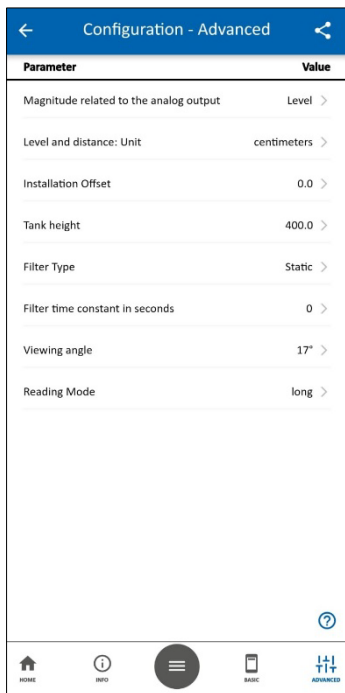 Configuration - Advanced
Parameter Value
Magnitude related to the analog output Level
Level and distance: Unit centimeters
Installation Offset 0.0
Tank height 400.0
Filter Type Static
Filter time constant in seconds 0
Viewing angle 17°
Reading Mode long
HOME INFO BASIC ADVANCED